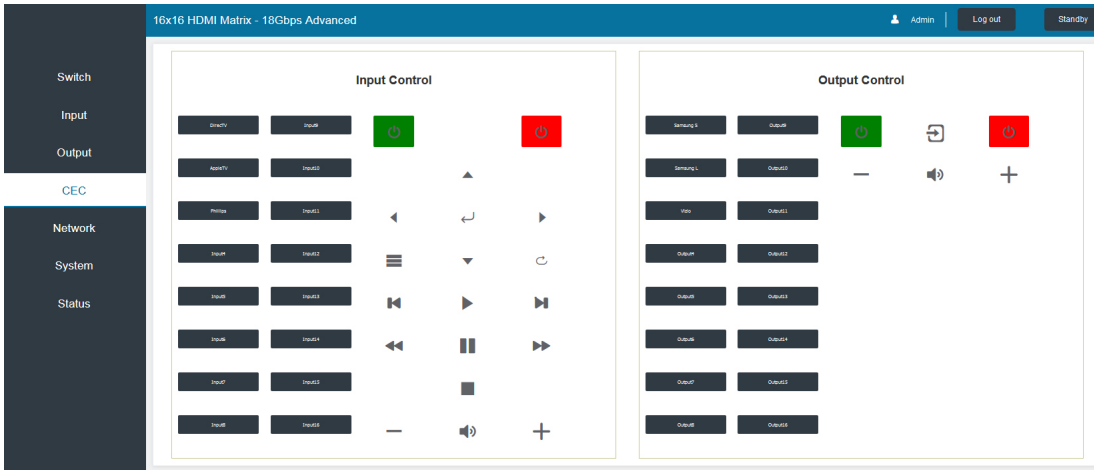 16x16 HDMI Matrix - 18Gbps Advanced
Admin
Log out
Standby
Switch
Input
Output
CEC
Network
System
Status
Input Control
DirecTV
Input9
AppleTV
Input10
Phillips
Input11
Input4
Input12
Input5
Input13
Input6
Input14
Input7
Input15
Input8
Input16
Output Control
Samsung S
Output9
Samsung L
Output10
Vizio
Output11
Output4
Output12
Output5
Output13
Output6
Output14
Output7
Output15
Output8
Output16